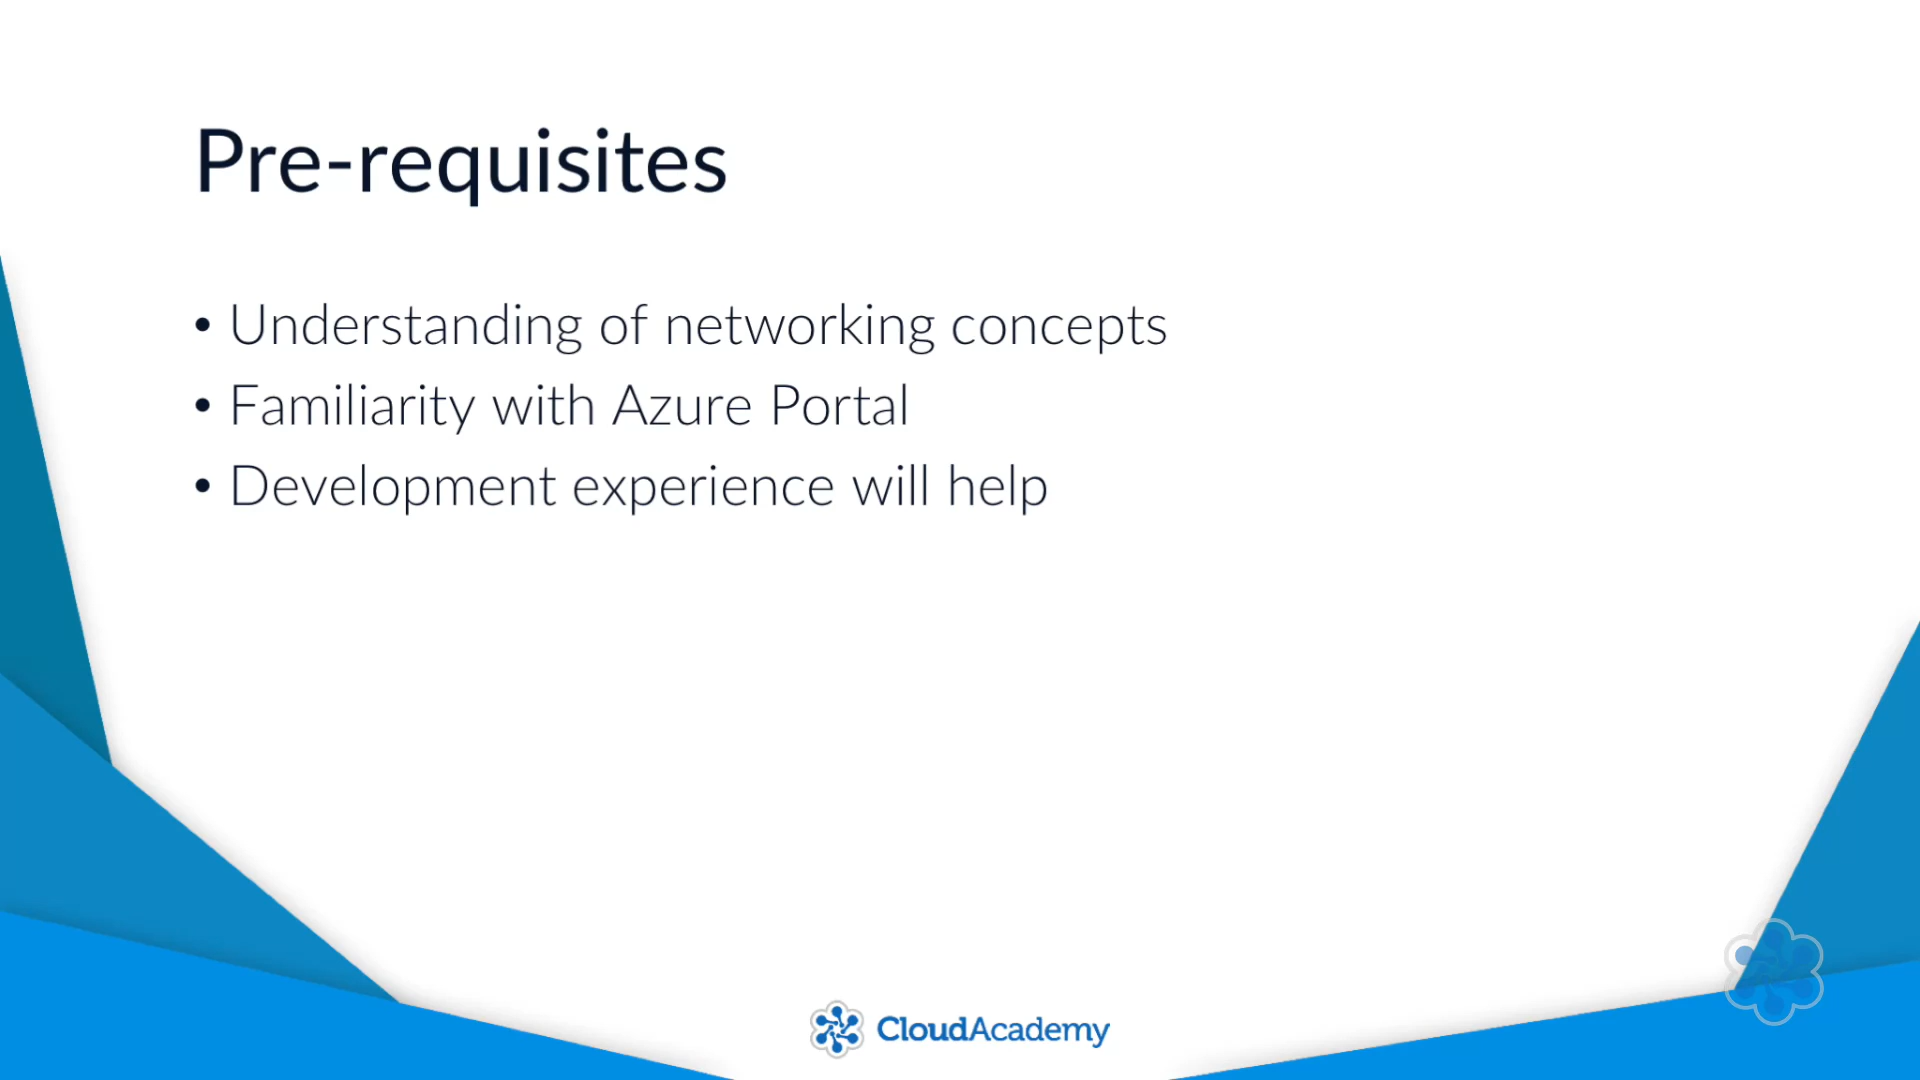 Pre-requisites
• Understanding of networking concepts
• Familiarity with Azure Portal
• Development experience will help
CloudAcademy